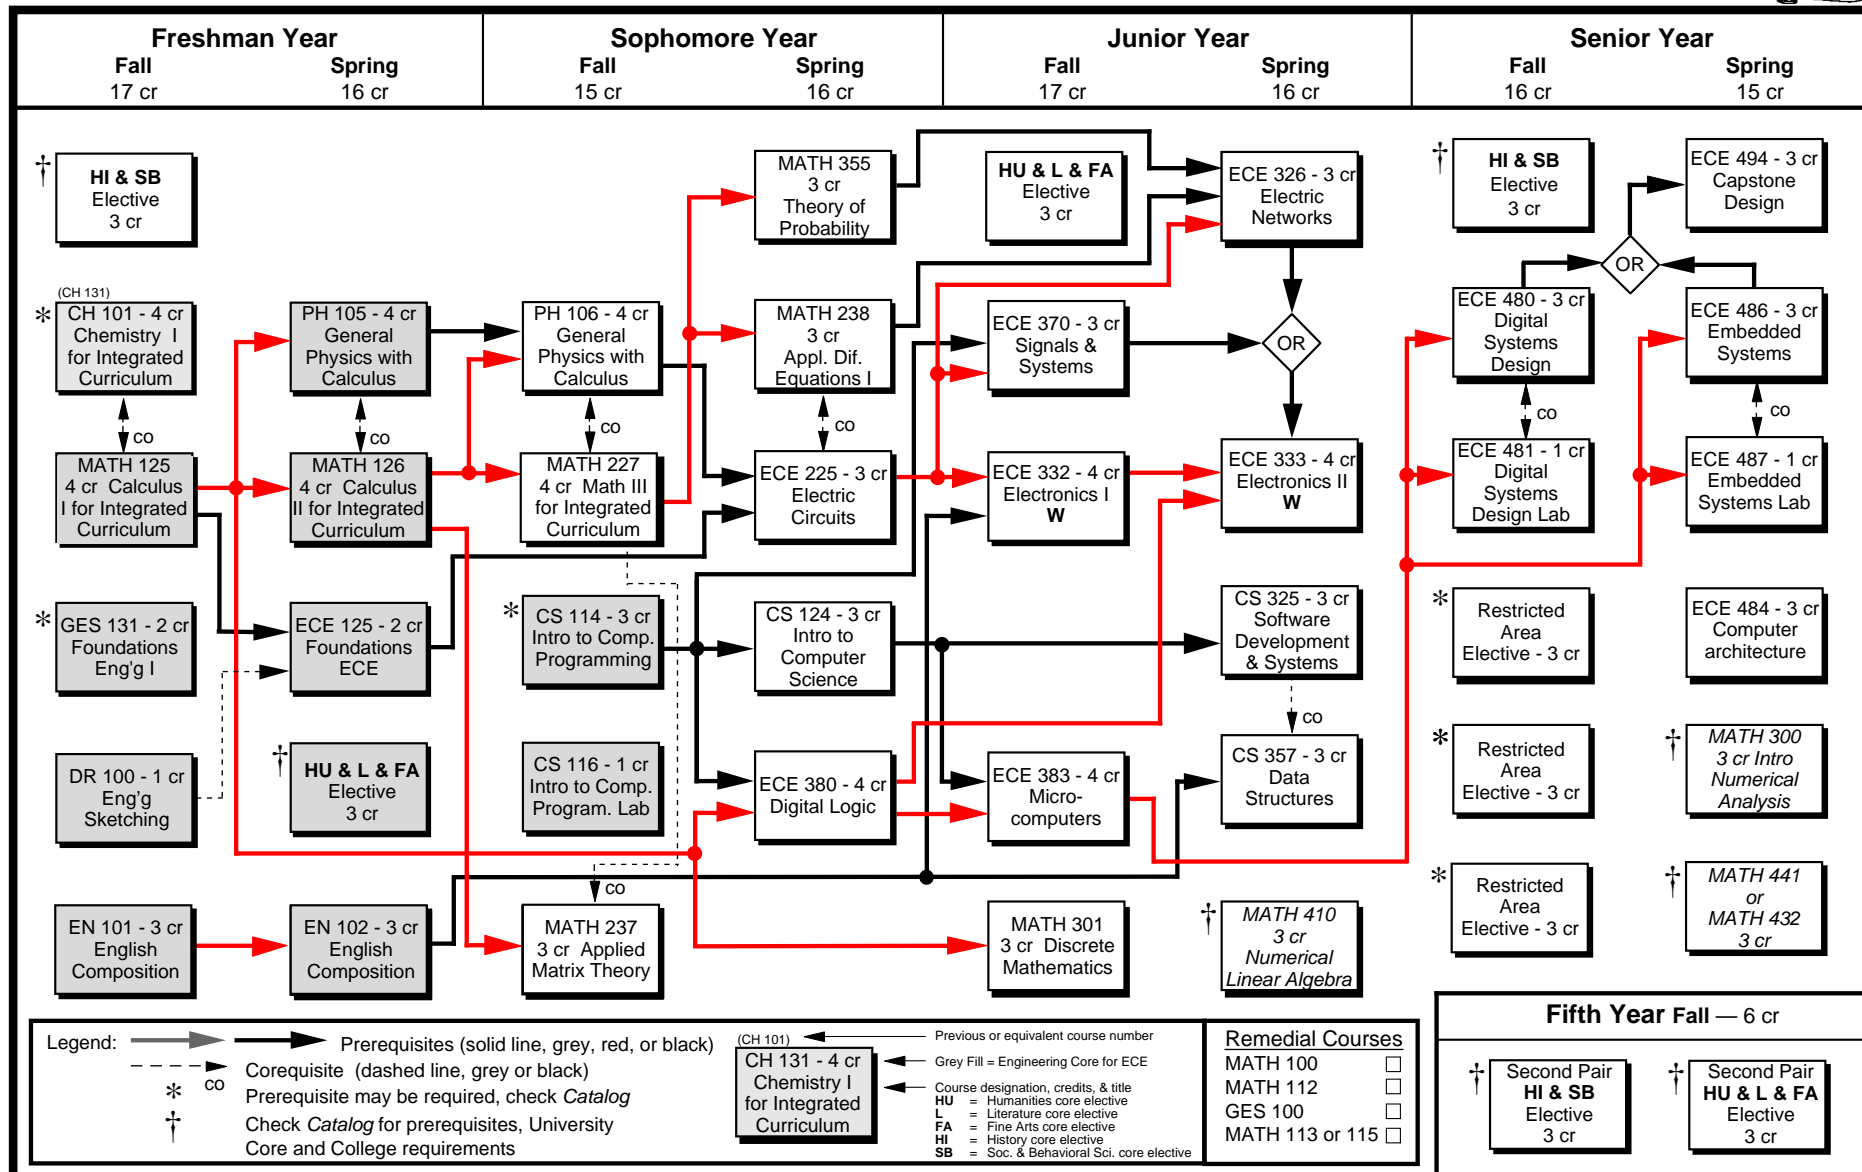 Freshman Year
Fall
17 cr
Spring
16 cr
Sophomore Year
Fall
15 cr
Spring
16 cr
Junior Year
Fall
17 cr
Spring
16 cr
Senior Year
Fall
16 cr
Spring
15 cr
† HI & SB
Elective
3 cr
(CH 131)
* CH 101 - 4 cr
Chemistry I
for Integrated
Curriculum
co
MATH 125
4 cr Calculus
I for Integrated
Curriculum
* GES 131 - 2 cr
Foundations
Eng'g I
DR 100 - 1 cr
Eng'g
Sketching
EN 101 - 3 cr
English
Composition
PH 105 - 4 cr
General
Physics with
Calculus
co
MATH 126
4 cr Calculus
II for Integrated
Curriculum
ECE 125 - 2 cr
Foundations
ECE
† HU & L & FA
Elective
3 cr
EN 102 - 3 cr
English
Composition
PH 106 - 4 cr
General
Physics with
Calculus
co
MATH 227
4 cr Math III
for Integrated
Curriculum
* CS 114 - 3 cr
Intro to Comp.
Programming
CS 116 - 1 cr
Intro to Comp.
Program. Lab
co
MATH 237
3 cr Applied
Matrix Theory
MATH 355
3 cr
Theory of
Probability
MATH 238
3 cr
Appl. Dif.
Equations I
co
ECE 225 - 3 cr
Electric
Circuits
CS 124 - 3 cr
Intro to
Computer
Science
ECE 380 - 4 cr
Digital Logic
HU & L & FA
Elective
3 cr
ECE 370 - 3 cr
Signals &
Systems
ECE 332 - 4 cr
Electronics I
W
ECE 383 - 4 cr
Micro-
computers
MATH 301
3 cr Discrete
Mathematics
ECE 326 - 3 cr
Electric
Networks
OR
ECE 333 - 4 cr
Electronics II
W
CS 325 - 3 cr
Software
Development
& Systems
co
CS 357 - 3 cr
Data
Structures
† MATH 410
3 cr
Numerical
Linear Algebra
† HI & SB
Elective
3 cr
ECE 480 - 3 cr
Digital
Systems
Design
co
ECE 481 - 1 cr
Digital
Systems
Design Lab
* Restricted
Area
Elective - 3 cr
* Restricted
Area
Elective - 3 cr
* Restricted
Area
Elective - 3 cr
ECE 494 - 3 cr
Capstone
Design
OR
ECE 486 - 3 cr
Embedded
Systems
co
ECE 487 - 1 cr
Embedded
Systems Lab
ECE 484 - 3 cr
Computer
architecture
† MATH 300
3 cr Intro
Numerical
Analysis
† MATH 441
or
MATH 432
3 cr
Legend:
Prerequisites (solid line, grey, red, or black)
co
Corequisite (dashed line, grey or black)
* Prerequisite may be required, check Catalog
† Check Catalog for prerequisites, University
Core and College requirements
(CH 101)
CH 131 - 4 cr
Chemistry I
for Integrated
Curriculum
Previous or equivalent course number
Grey Fill = Engineering Core for ECE
Course designation, credits, & title
HU = Humanities core elective
L = Literature core elective
FA = Fine Arts core elective
HI = History core elective
SB = Soc. & Behavioral Sci. core elective
Remedial Courses
MATH 100
MATH 112
GES 100
MATH 113 or 115
Fifth Year Fall — 6 cr
† Second Pair
HI & SB
Elective
3 cr
† Second Pair
HU & L & FA
Elective
3 cr